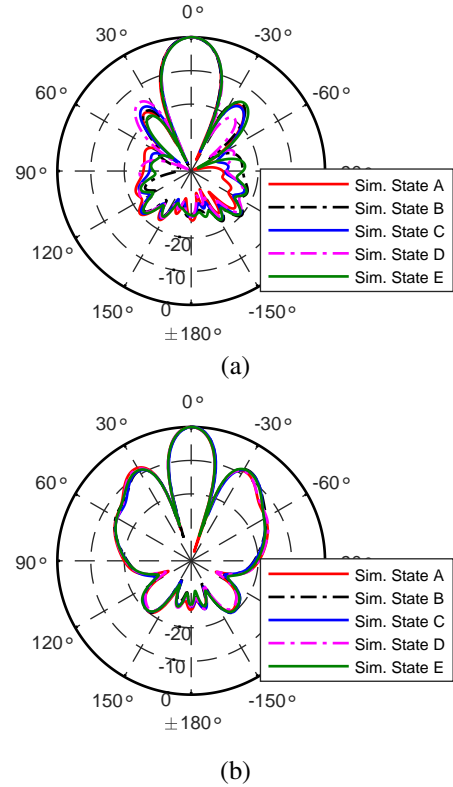 0°
30°
-30°
60°
-60°
90°
120°
-20
-10
0
150°
-150°
±180°
Sim. State A
Sim. State B
Sim. State C
Sim. State D
Sim. State E
(a)
0°
30°
-30°
60°
-60°
90°
120°
-20
-10
0
150°
-150°
±180°
Sim. State A
Sim. State B
Sim. State C
Sim. State D
Sim. State E
(b)